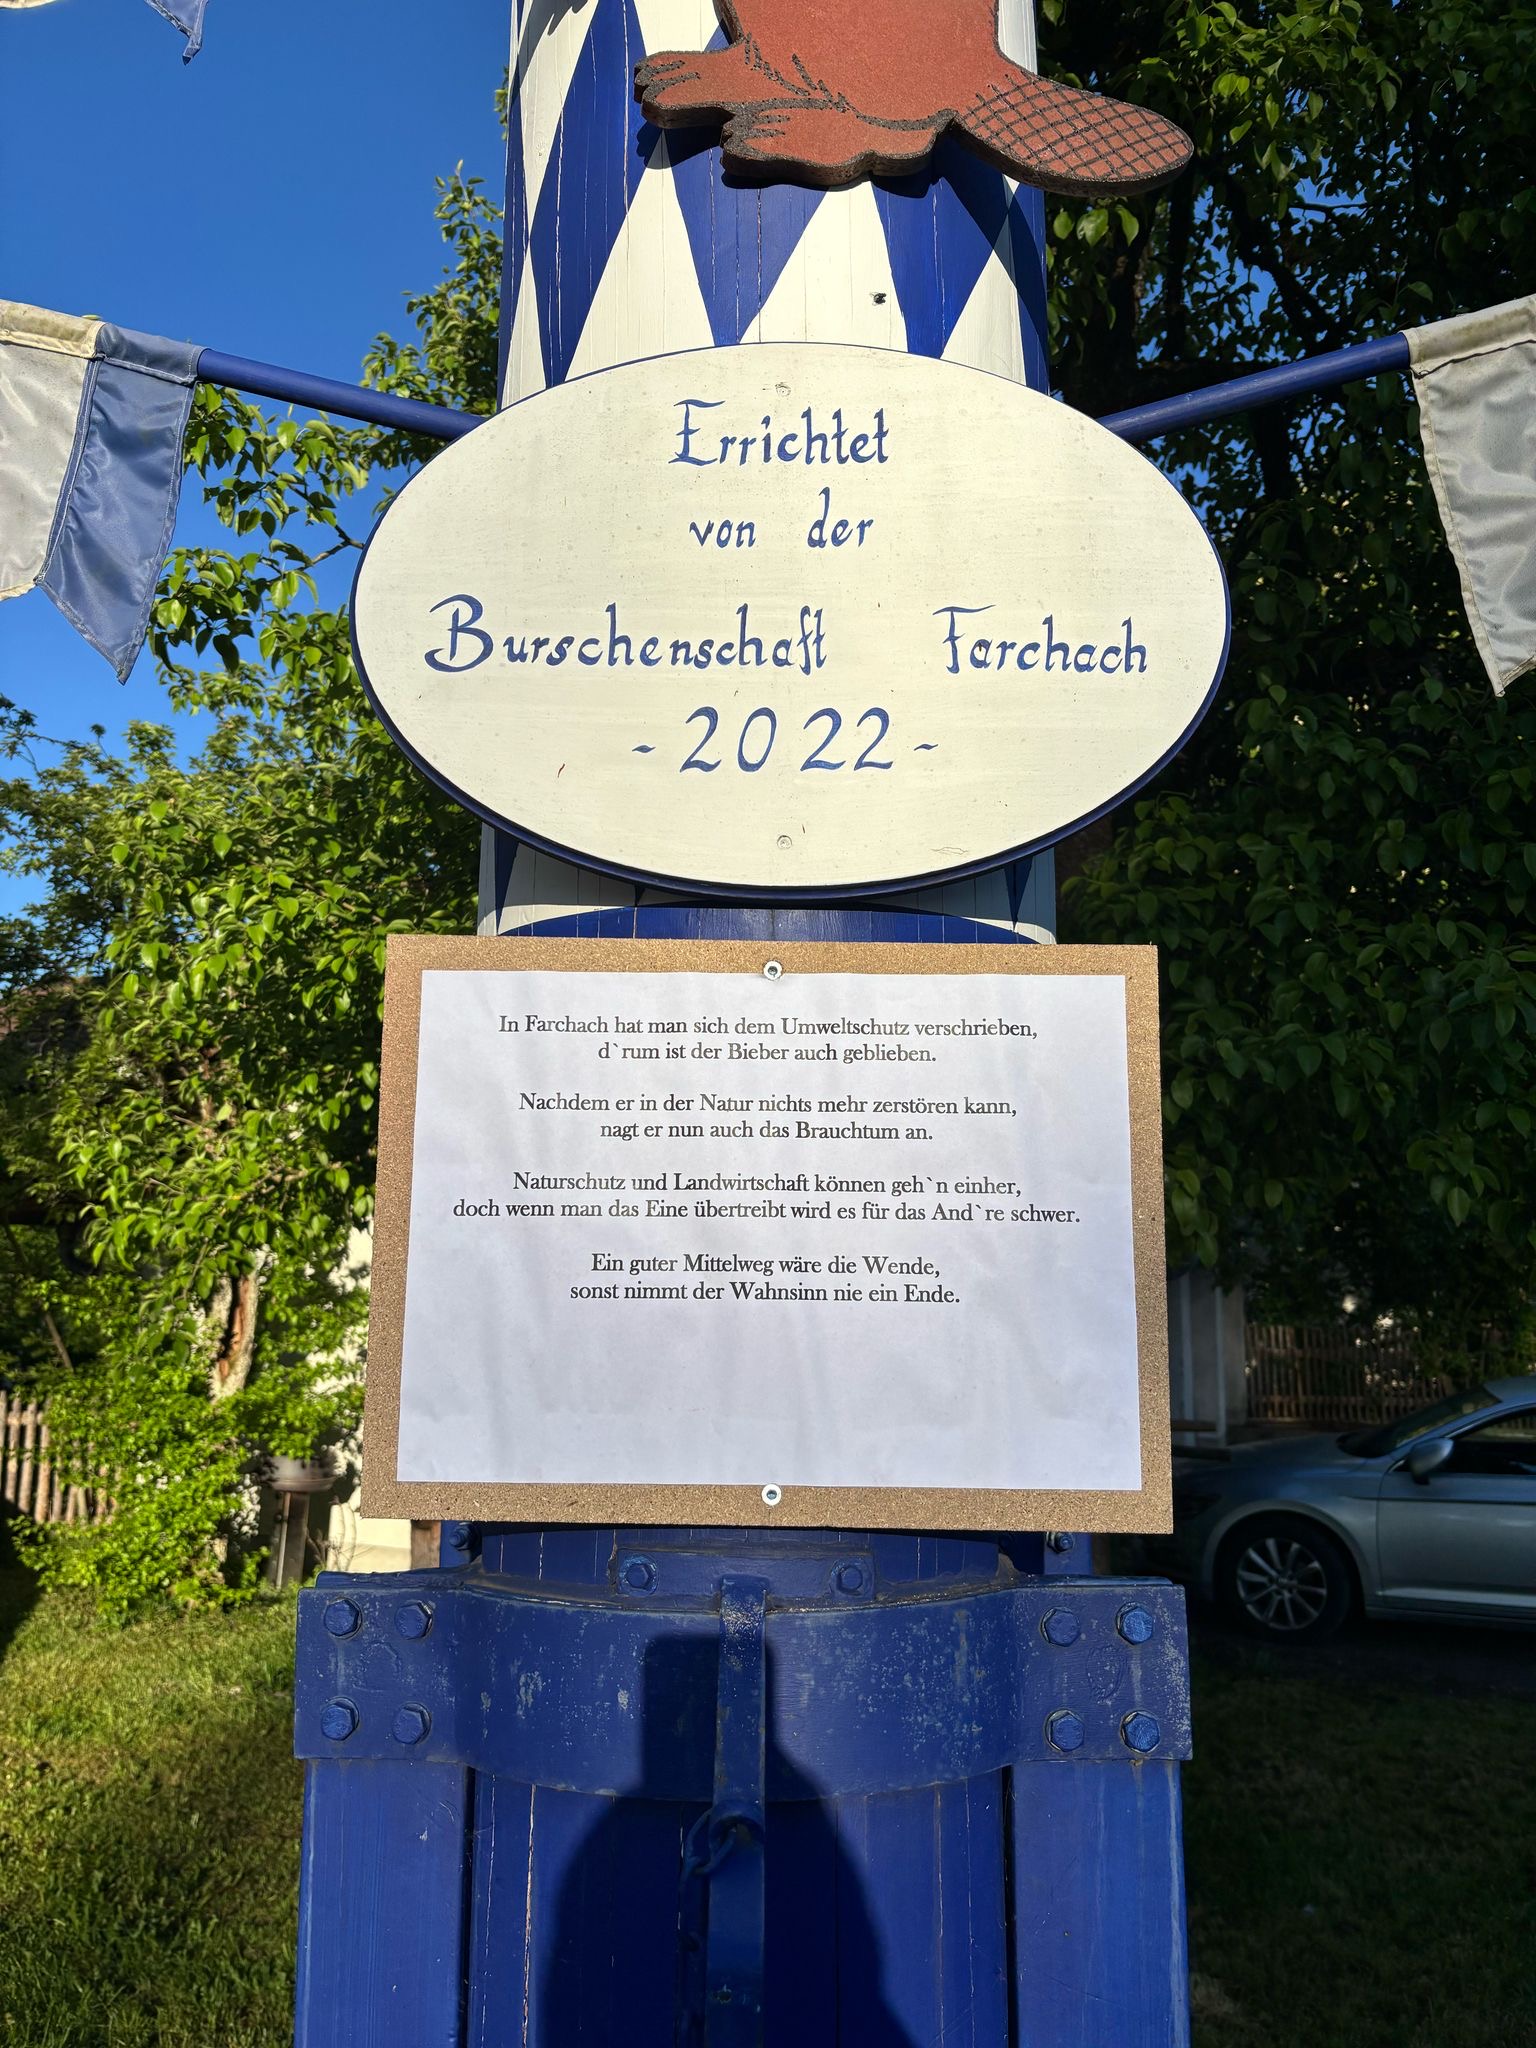 Errichtet
von der
Burschenschaft Farchach
- 2022 -
In Farchach hat man sich dem Umweltschutz verschrieben,
d`rum ist der Bieber auch geblieben.
Nachdem er in der Natur nichts mehr zerstören kann,
nagt er nun auch das Brauchtum an.
Naturschutz und Landwirtschaft können geh`n einher,
doch wenn man das Eine übertreibt wird es für das And`re schwer.
Ein guter Mittelweg wäre die Wende,
sonst nimmt der Wahnsinn nie ein Ende.